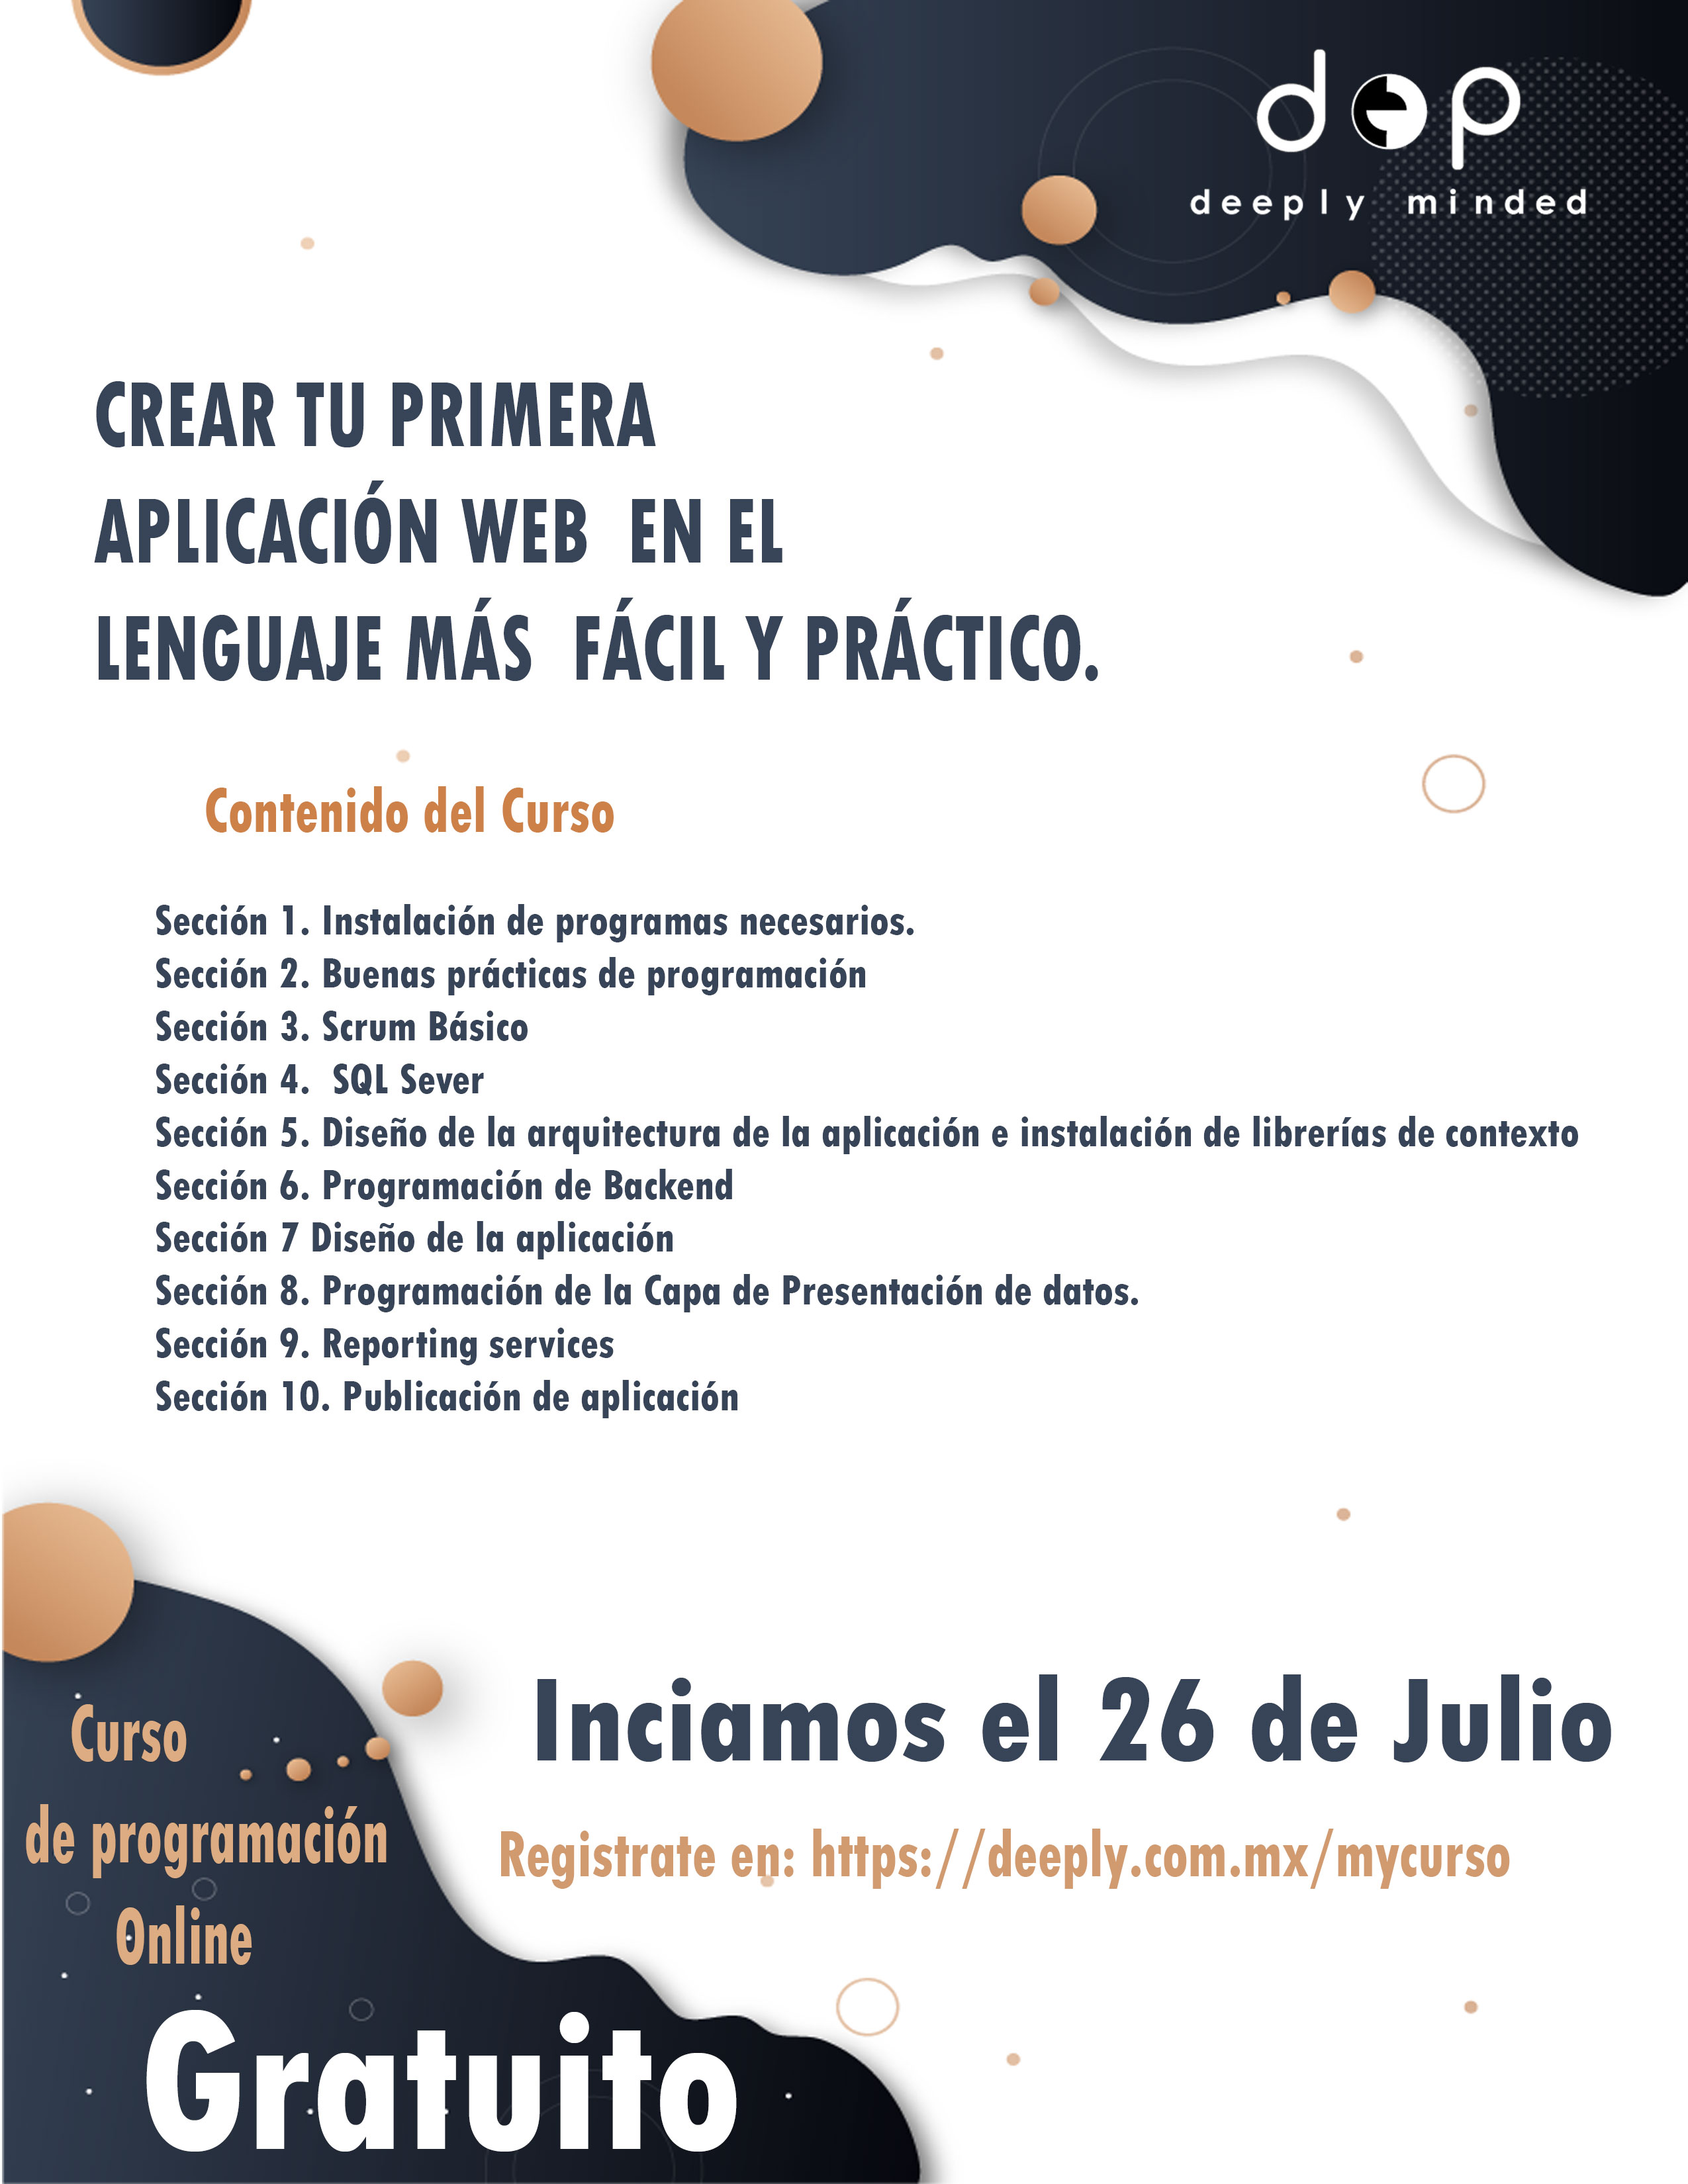 dep
deeply minded
CREAR TU PRIMERA
APLICACIÓN WEB EN EL
LENGUAJE MÁS FÁCIL Y PRÁCTICO.
Contenido del Curso
Sección 1. Instalación de programas necesarios.
Sección 2. Buenas prácticas de programación
Sección 3. Scrum Básico
Sección 4. SQL Sever
Sección 5. Diseño de la arquitectura de la aplicación e instalación de librerías de contexto
Sección 6. Programación de Backend
Sección 7 Diseño de la aplicación
Sección 8. Programación de la Capa de Presentación de datos.
Sección 9. Reporting services
Sección 10. Publicación de aplicación
Inciamos el 26 de Julio
Registrate en: https://deeply.com.mx/mycurso
Curso
de programación
Online
Gratuito